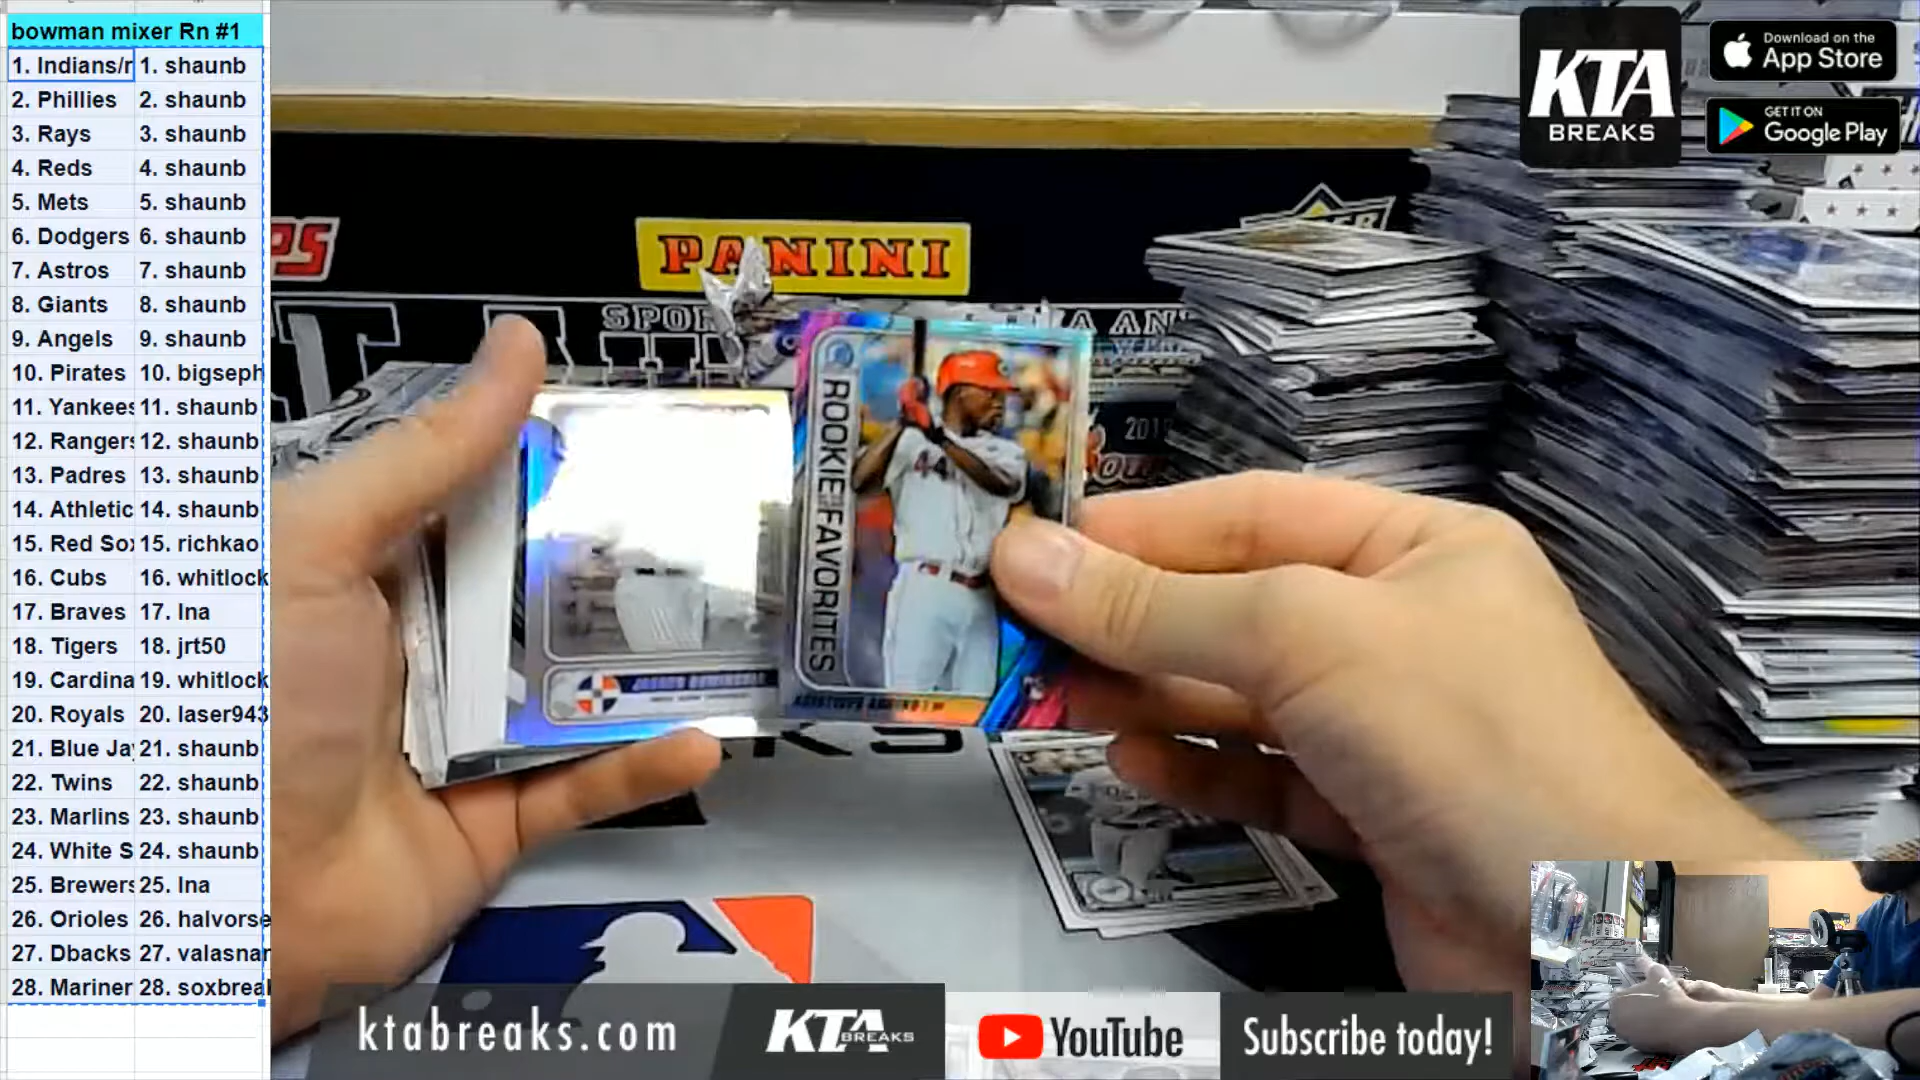 bowman mixer Rn #1
1. Indians/r 1. shaunb
2. Phillies 2. shaunb
3. Rays 3. shaunb
4. Reds 4. shaunb
5. Mets 5. shaunb
6. Dodgers 6. shaunb
7. Astros 7. shaunb
8. Giants 8. shaunb
9. Angels 9. shaunb
10. Pirates 10. bigseph
11. Yankees 11. shaunb
12. Rangers 12. shaunb
13. Padres 13. shaunb
14. Athletic 14. shaunb
15. Red Sox 15. richkao
16. Cubs 16. whitlock
17. Braves 17. lna
18. Tigers 18. jrt50
19. Cardina 19. whitlock
20. Royals 20. laser943
21. Blue Jay 21. shaunb
22. Twins 22. shaunb
23. Marlins 23. shaunb
24. White S 24. shaunb
25. Brewers 25. lna
26. Orioles 26. halvorse
27. Dbacks 27. valasnar
28. Mariner 28. soxbreak
KTA
BREAKS
Download on the
App Store
GET IT ON
Google Play
PANINI
ROOKIE FAVORITES
44
ktabreaks.com
KTA BREAKS
YouTube
Subscribe today!